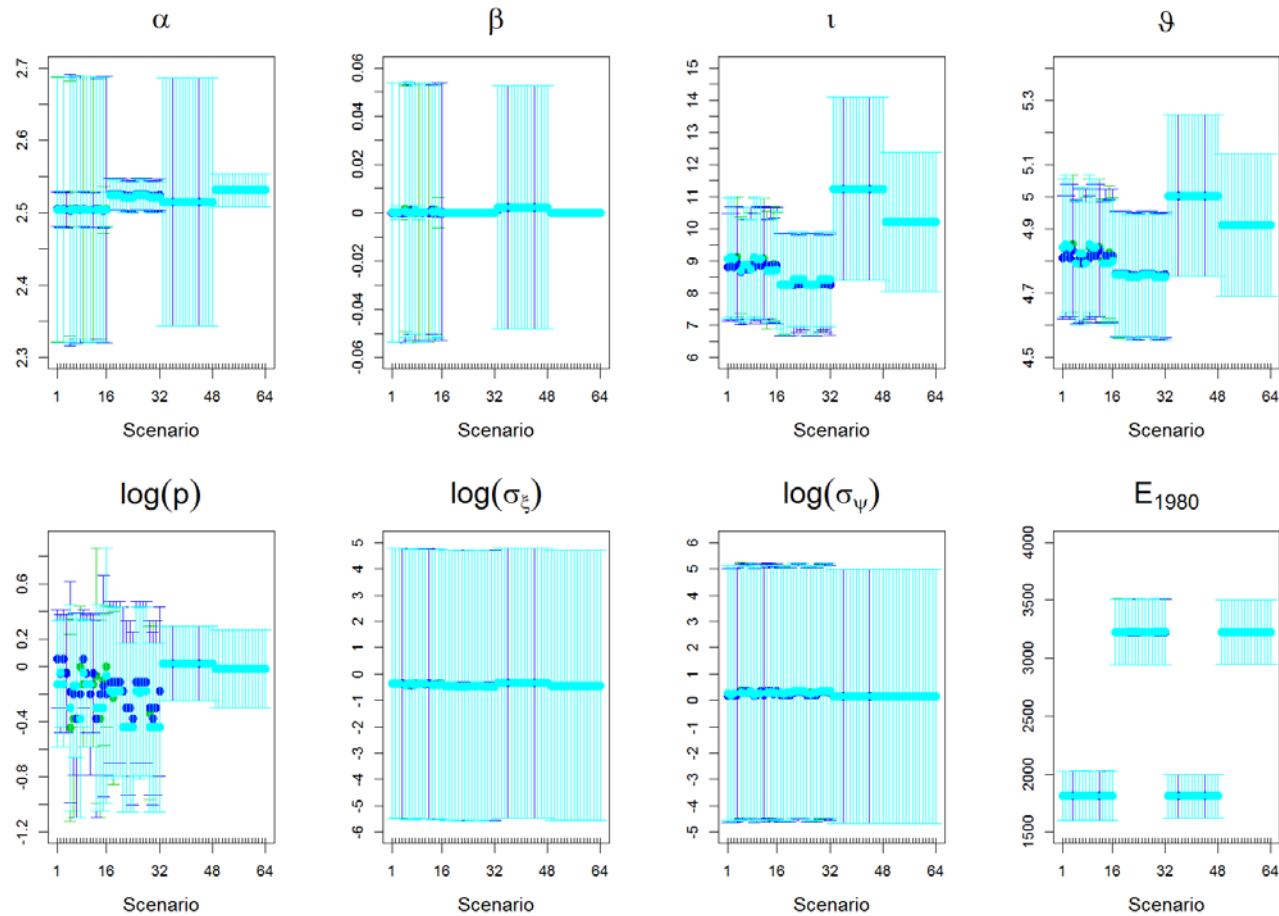 α
2.7
2.6
2.5
2.4
2.3
1 16 32 48 64
Scenario
β
0.06
0.04
0.02
0
-0.02
-0.04
-0.06
1 16 32 48 64
Scenario
ι
15
14
13
12
11
10
9
8
7
6
1 16 32 48 64
Scenario
ϑ
5.3
5.1
5
4.9
4.7
4.5
1 16 32 48 64
Scenario
log(p)
0.6
0.2
0
-0.4
-0.8
-1.2
1 16 32 48 64
Scenario
log(σξ)
6
5
4
3
2
1
0
-1
-2
-3
-4
-5
-6
1 16 32 48 64
Scenario
log(σψ)
6
5
4
3
2
1
0
-1
-2
-3
-4
-5
1 16 32 48 64
Scenario
E1980
4000
3500
3000
2500
2000
1500
1 16 32 48 64
Scenario